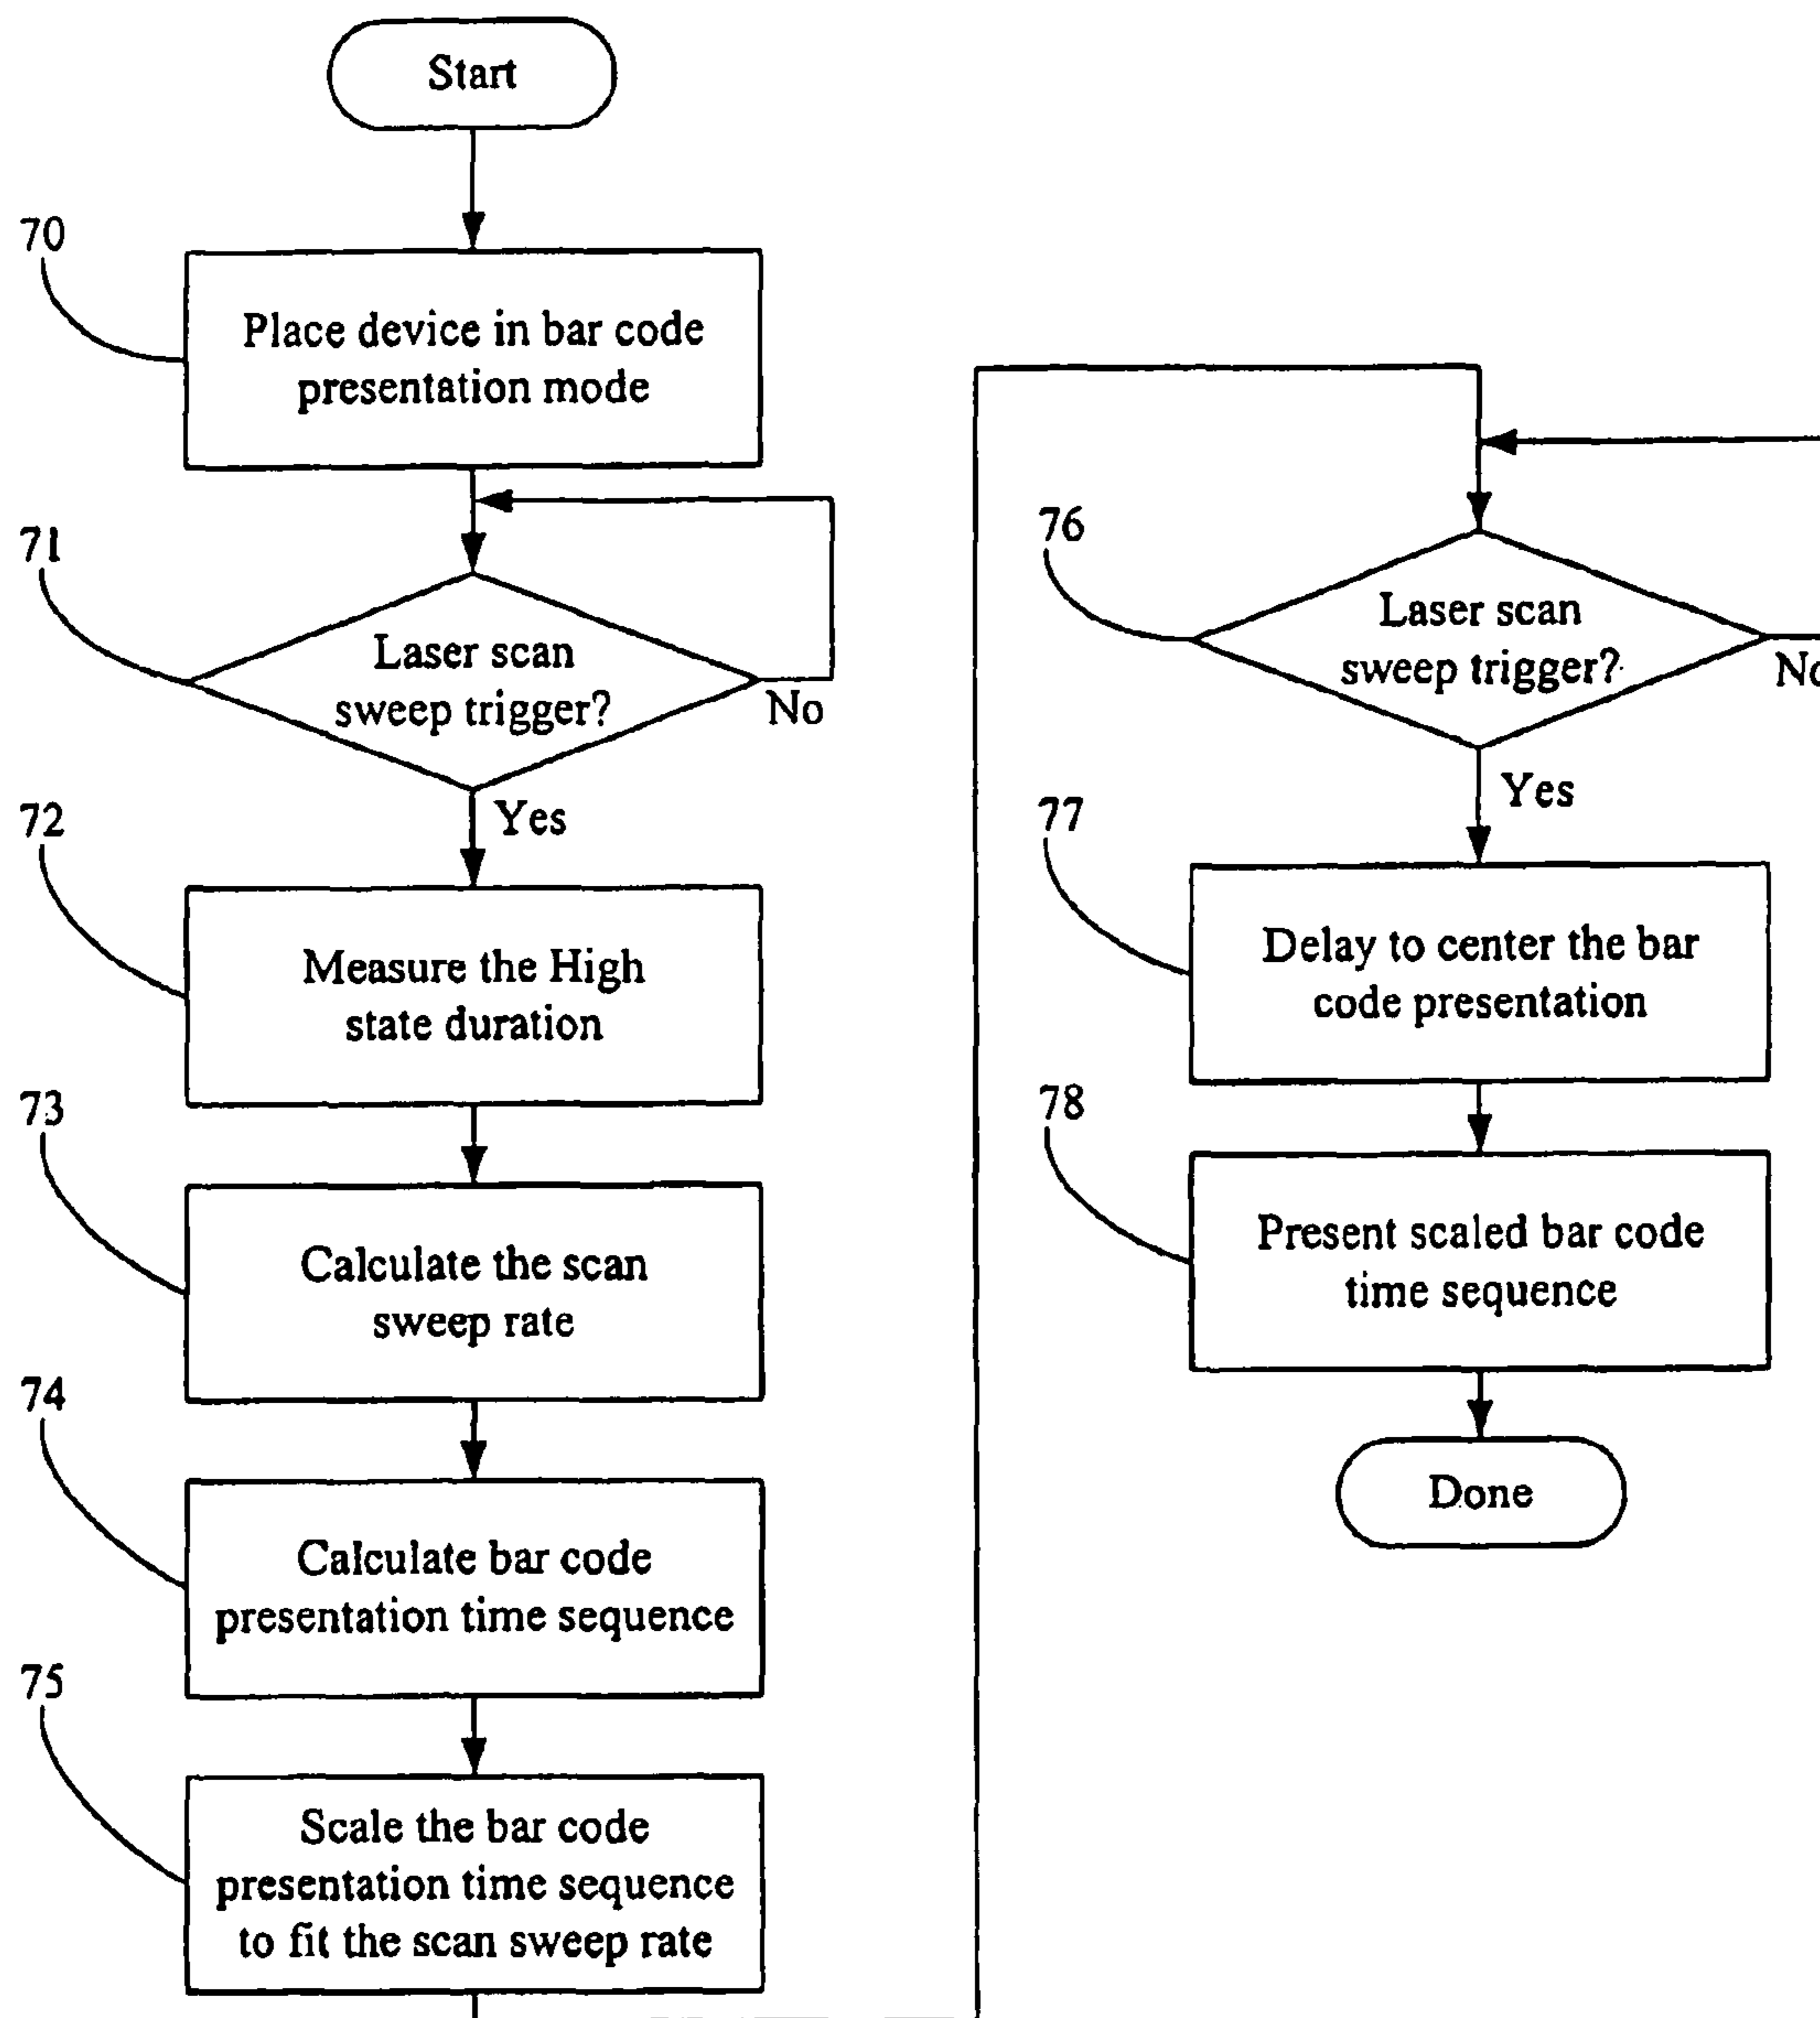 Start
70
Place device in bar code
presentation mode
71
Laser scan
sweep trigger?
No
Yes
72
Measure the High
state duration
73
Calculate the scan
sweep rate
74
Calculate bar code
presentation time sequence
75
Scale the bar code
presentation time sequence
to fit the scan sweep rate
76
Laser scan
sweep trigger?
No
Yes
77
Delay to center the bar
code presentation
78
Present scaled bar code
time sequence
Done